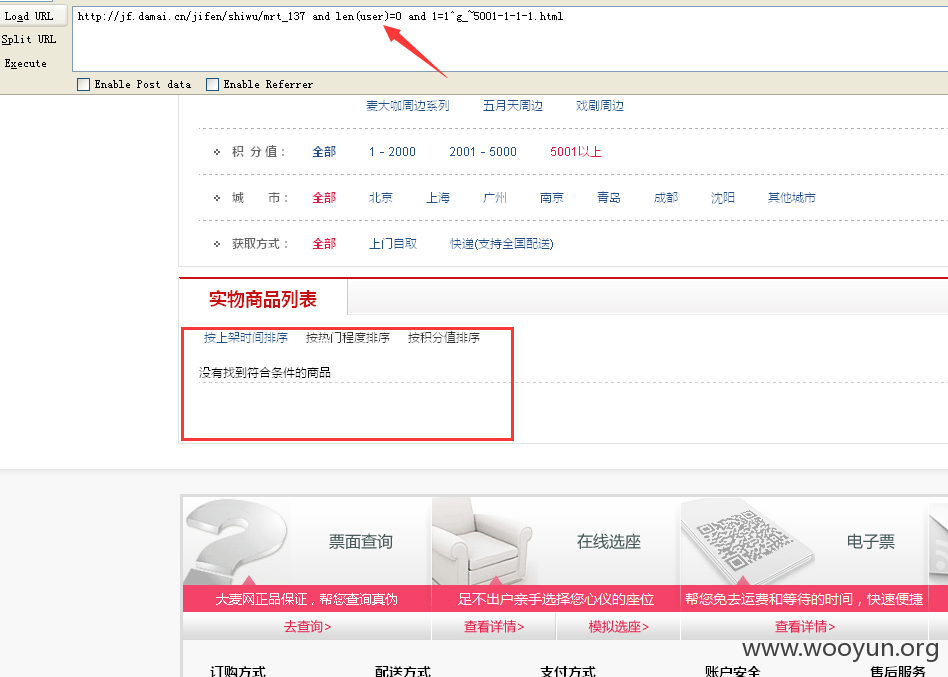 Load URL
http://jf.damai.cn/jifen/shiwu/mrt_137 and len(user)=0 and 1=1^g_~5001-1-1-1.html
Split URL
Execute
Enable Post data Enable Referrer
麦大咖周边系列 五月天周边 戏剧周边
积分值： 全部 1 - 2000 2001 - 5000 5001以上
城市： 全部 北京 上海 广州 南京 青岛 成都 沈阳 其他城市
获取方式： 全部 上门自取 快递(支持全国配送)
实物商品列表
按上架时间排序 按热门程度排序 按积分值排序
没有找到符合条件的商品
票面查询 在线选座 电子票
大麦网正品保证，帮您查询真伪 足不出户亲手选择您心仪的座位 帮您免去运费和等待的时间，快速便捷
去查询> 查看详情> 模拟选座> 查看详情>
www.wooyun.org
订购方式 配送方式 支付方式 账户安全 售后服务